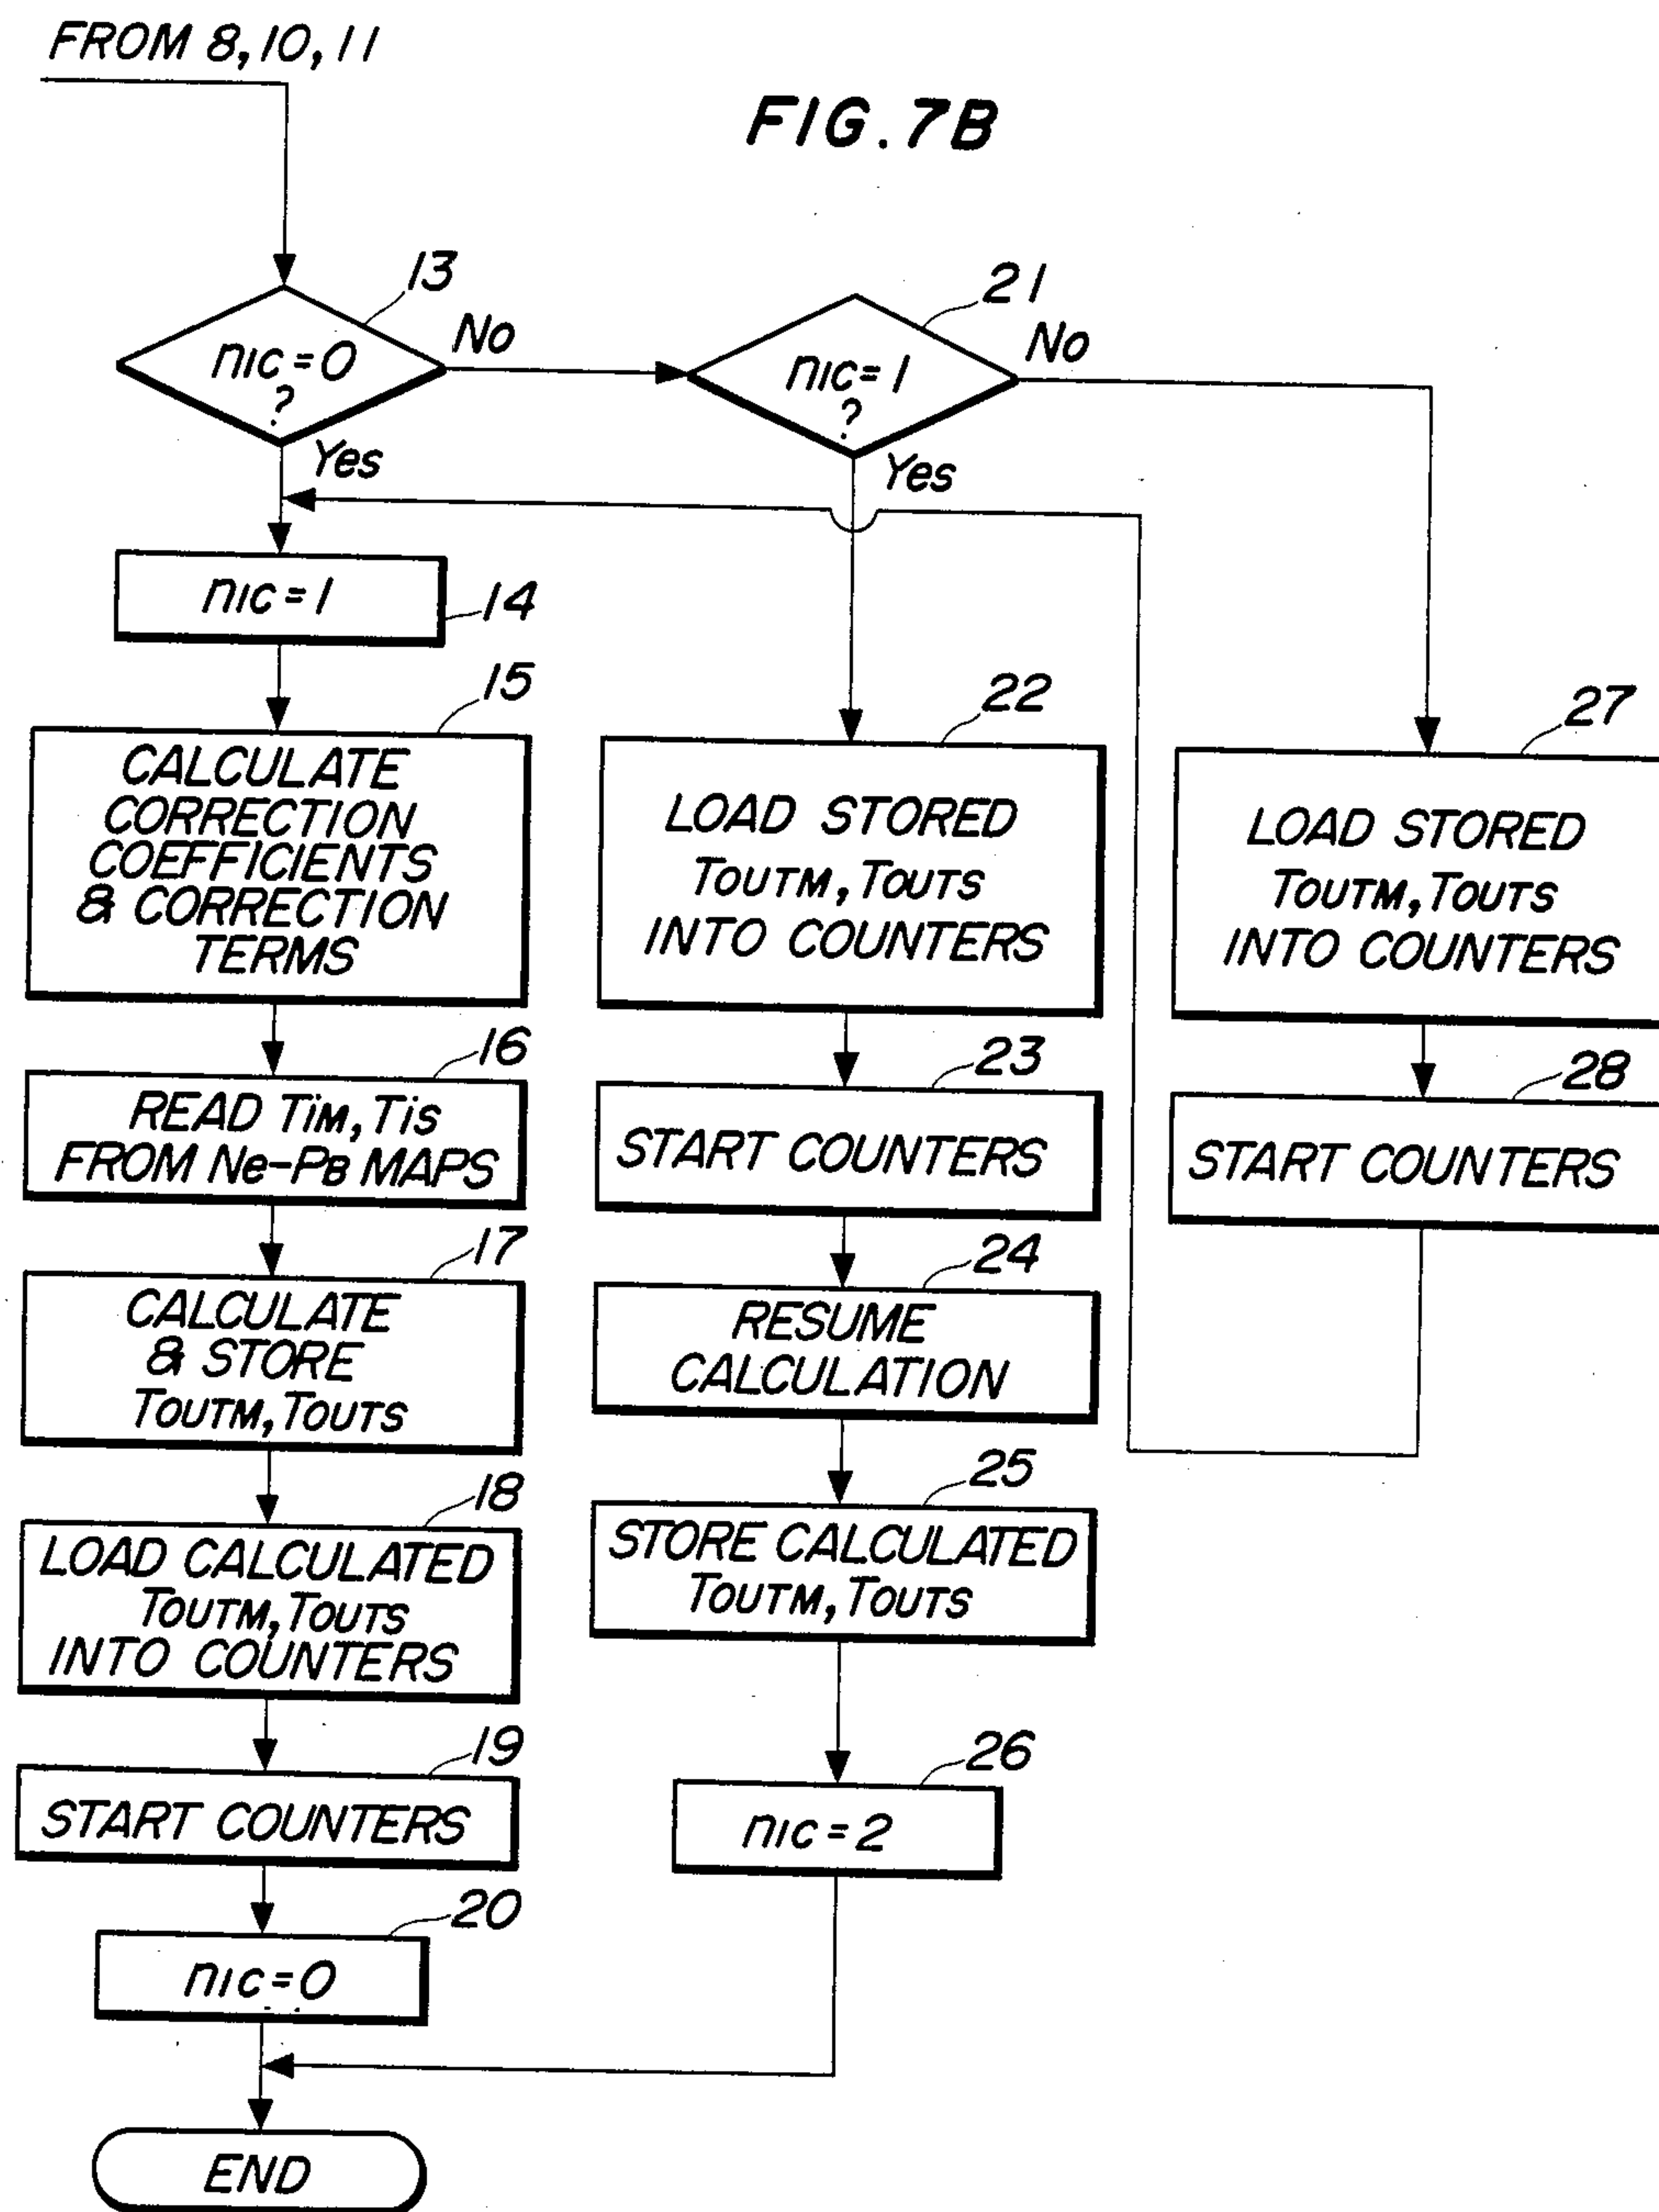 FROM 8, 10, 11
FIG. 7B
13
nIC=0
?
No
Yes
21
nIC=1
?
No
Yes
nIC=1
14
15
CALCULATE
CORRECTION
COEFFICIENTS
& CORRECTION
TERMS
16
READ TiM, TiS
FROM Ne-PB MAPS
17
CALCULATE
& STORE
TOUTM, TOUTS
18
LOAD CALCULATED
TOUTM, TOUTS
INTO COUNTERS
19
START COUNTERS
20
nIC=0
END
22
LOAD STORED
TOUTM, TOUTS
INTO COUNTERS
23
START COUNTERS
24
RESUME
CALCULATION
25
STORE CALCULATED
TOUTM, TOUTS
26
nIC=2
27
LOAD STORED
TOUTM, TOUTS
INTO COUNTERS
28
START COUNTERS